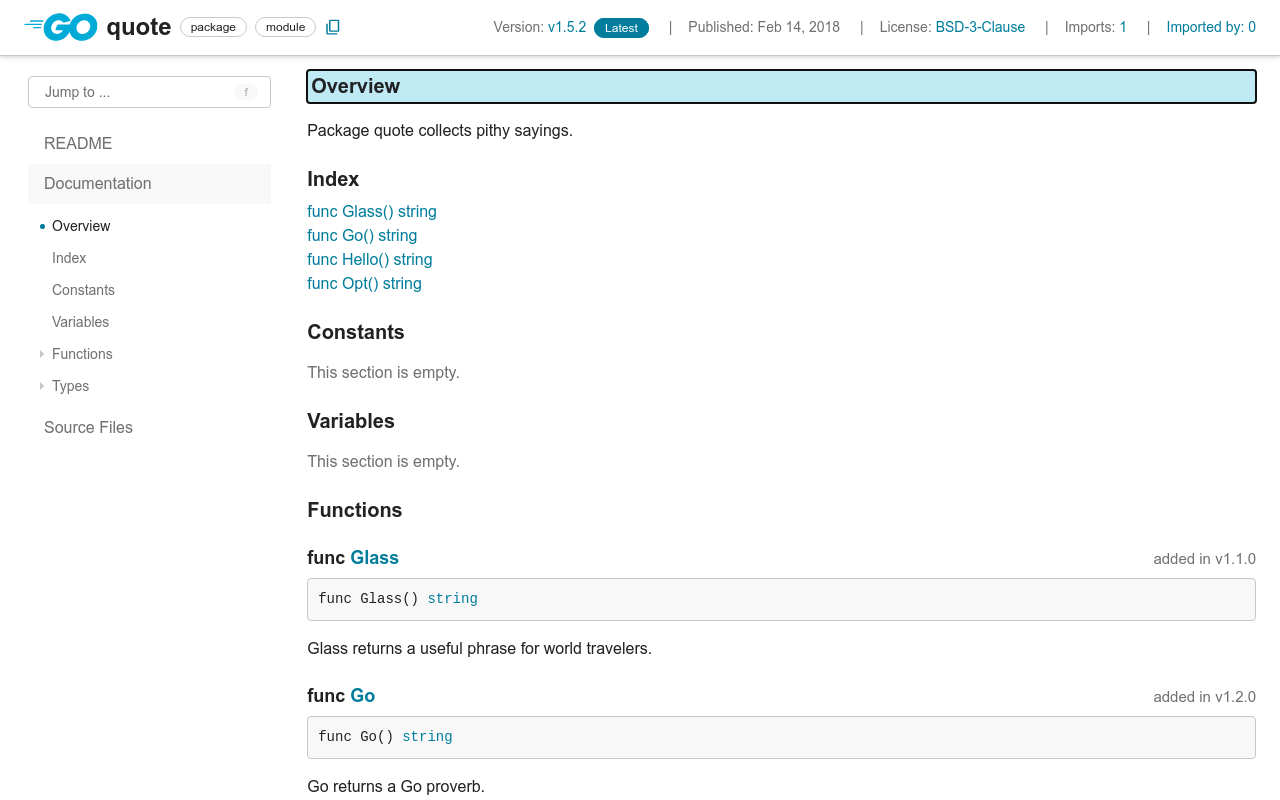 GO quote package module Version: v1.5.2 Latest | Published: Feb 14, 2018 | License: BSD-3-Clause | Imports: 1 | Imported by: 0
Jump to ... f
README
Documentation
Overview
Index
Constants
Variables
Functions
Types
Source Files
Overview
Package quote collects pithy sayings.
Index
func Glass() string
func Go() string
func Hello() string
func Opt() string
Constants
This section is empty.
Variables
This section is empty.
Functions
func Glass added in v1.1.0
func Glass() string
Glass returns a useful phrase for world travelers.
func Go added in v1.2.0
func Go() string
Go returns a Go proverb.